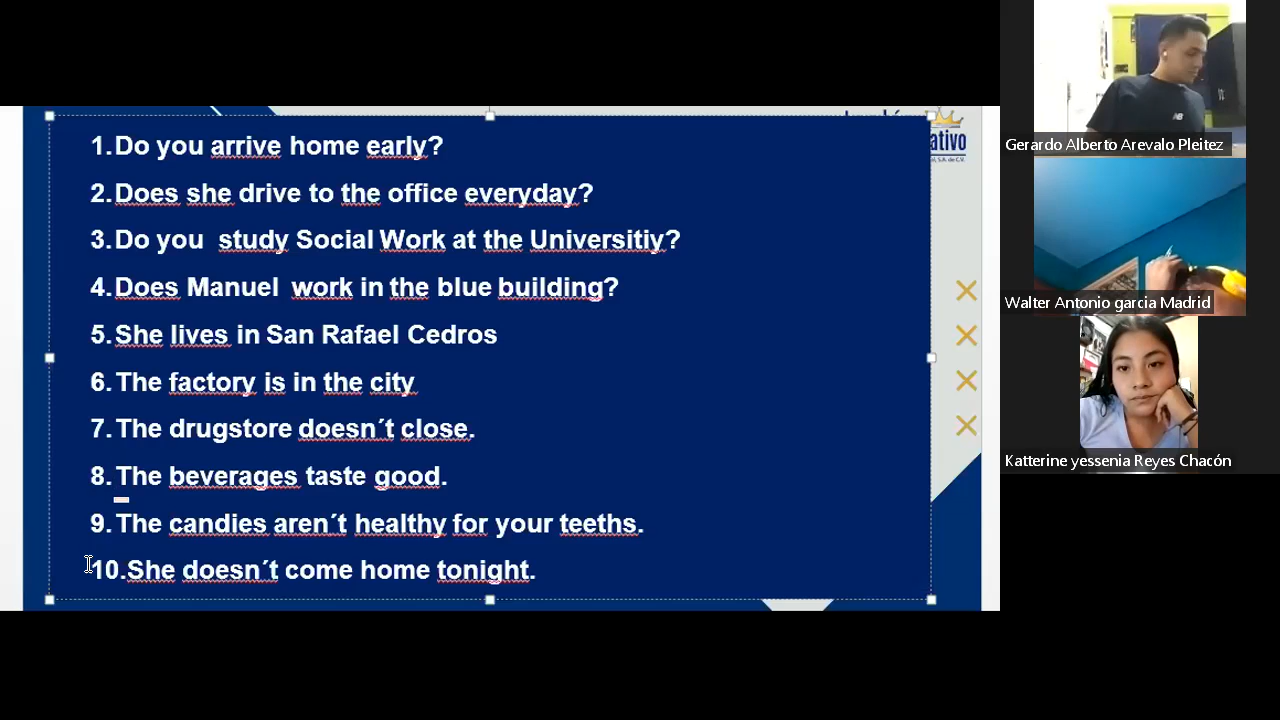 1.Do you arrive home early?
2.Does she drive to the office everyday?
3.Do you  study Social Work at the Universitiy?
4.Does Manuel  work in the blue building?
5.She lives in San Rafael Cedros
6.The factory is in the city
7.The drugstore doesn´t close.
8.The beverages taste good.
9.The candies aren´t healthy for your teeths.
10.She doesn´t come home tonight.
ativo
Gerardo Alberto Arevalo Pleitez
Walter Antonio garcia Madrid
Katterine yessenia Reyes Chacón